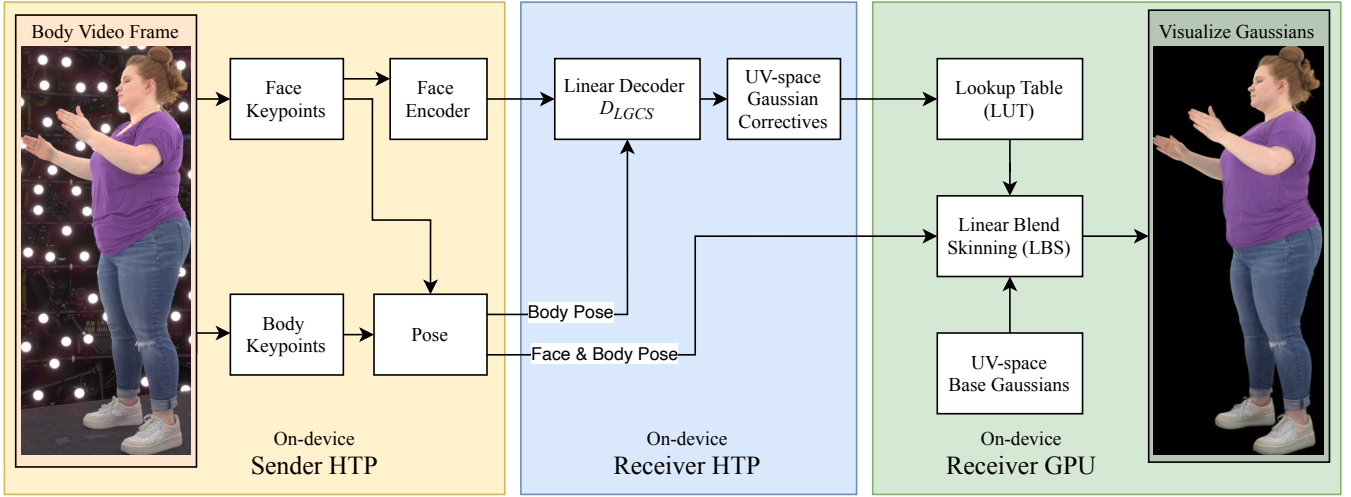 Body Video Frame
Face
Keypoints
Face
Encoder
Body
Keypoints
Pose
On-device
Sender HTP
Linear Decoder
D_LGCS
UV-space
Gaussian
Correctives
Body Pose
Face & Body Pose
On-device
Receiver HTP
Lookup Table
(LUT)
Linear Blend
Skinning (LBS)
UV-space
Base Gaussians
On-device
Receiver GPU
Visualize Gaussians